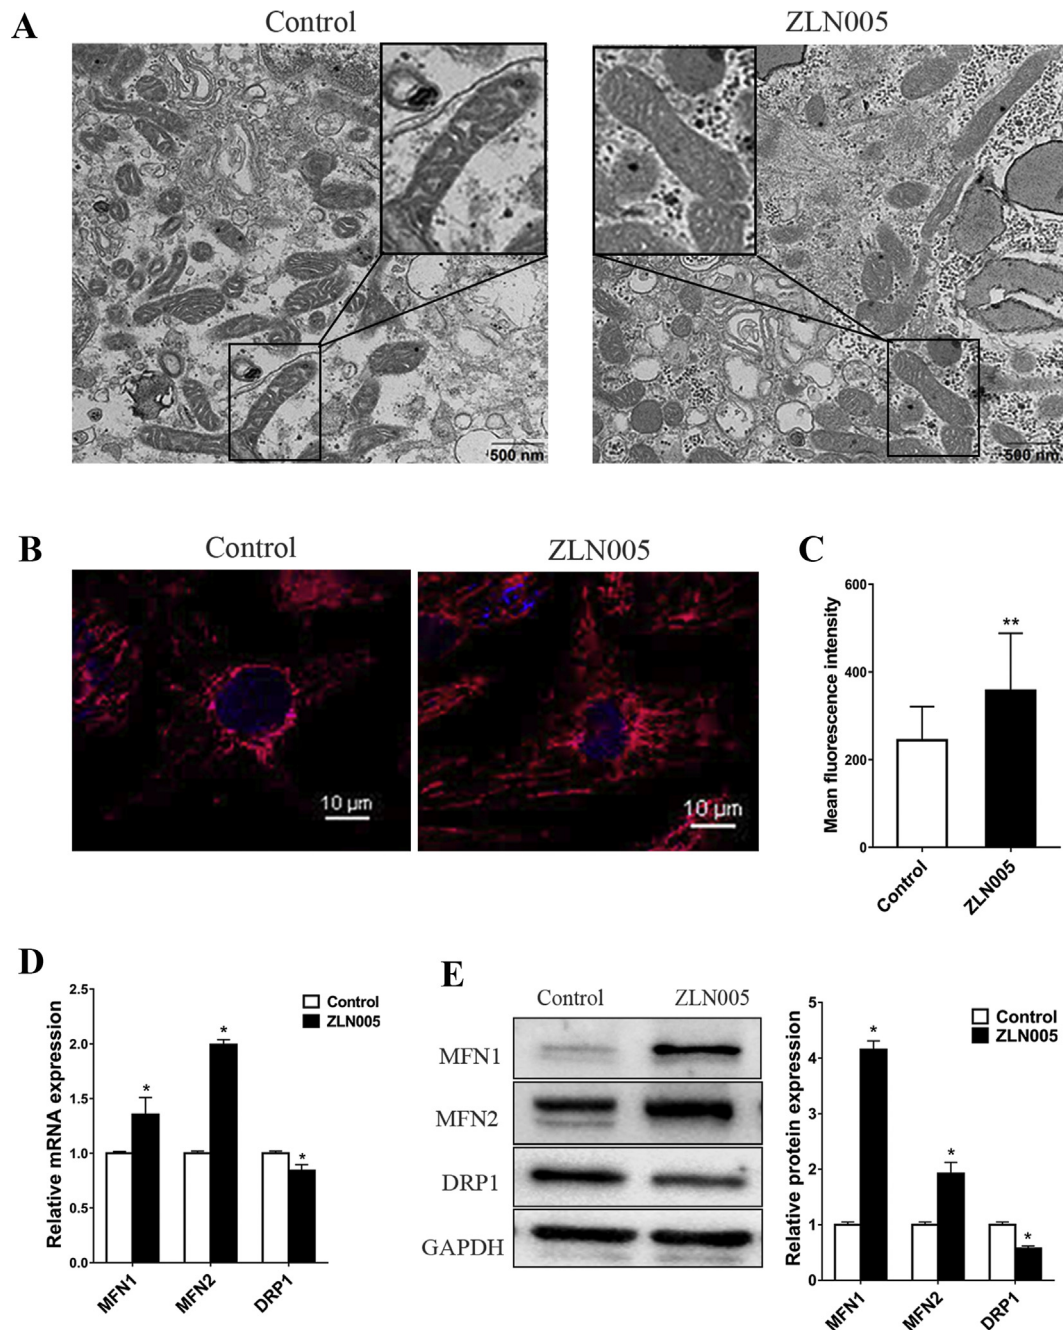 A
Control
ZLN005
500 nm
500 nm
B
Control
ZLN005
10 µm
10 µm
C
Mean fluorescence intensity
600
400
200
0
**
Control
ZLN005
D
Relative mRNA expression
2.5
2.0
1.5
1.0
0.5
0.0
Control
ZLN005
*
*
*
MFN1
MFN2
DRP1
E
Control
ZLN005
MFN1
MFN2
DRP1
GAPDH
Relative protein expression
5
4
3
2
1
0
Control
ZLN005
*
*
*
MFN1
MFN2
DRP1